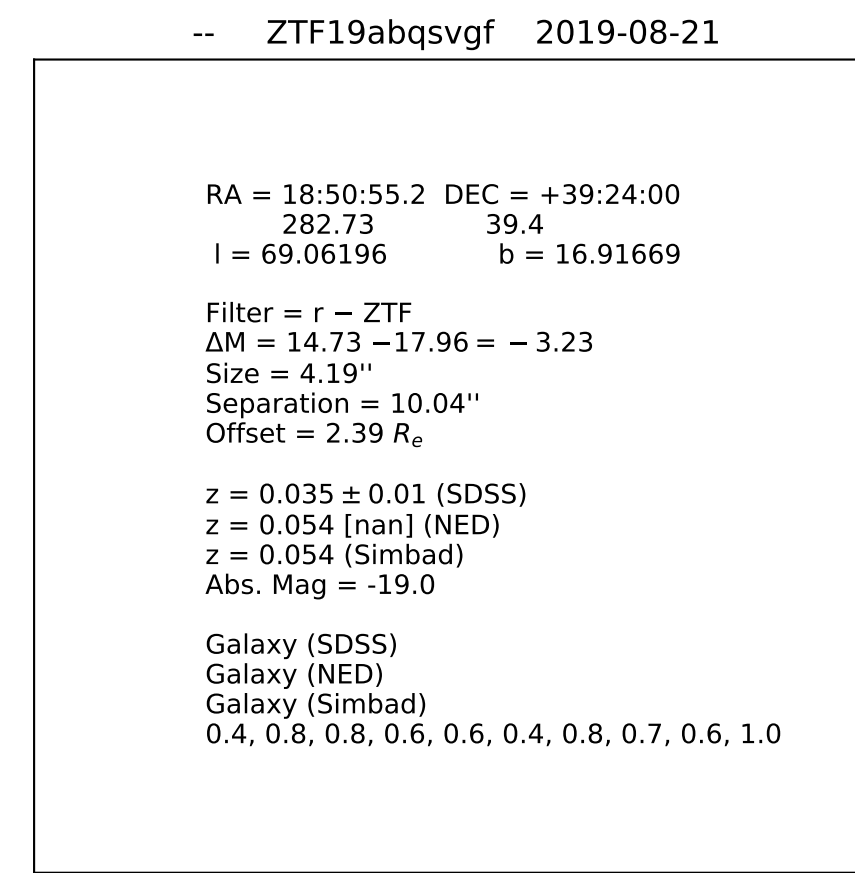 -- ZTF19abqsvgf 2019-08-21
RA = 18:50:55.2 DEC = +39:24:00
282.73 39.4
l = 69.06196 b = 16.91669
Filter = r − ZTF
ΔM = 14.73 −17.96 = − 3.23
Size = 4.19''
Separation = 10.04''
Offset = 2.39 Rₑ
z = 0.035 ± 0.01 (SDSS)
z = 0.054 [nan] (NED)
z = 0.054 (Simbad)
Abs. Mag = -19.0
Galaxy (SDSS)
Galaxy (NED)
Galaxy (Simbad)
0.4, 0.8, 0.8, 0.6, 0.6, 0.4, 0.8, 0.7, 0.6, 1.0